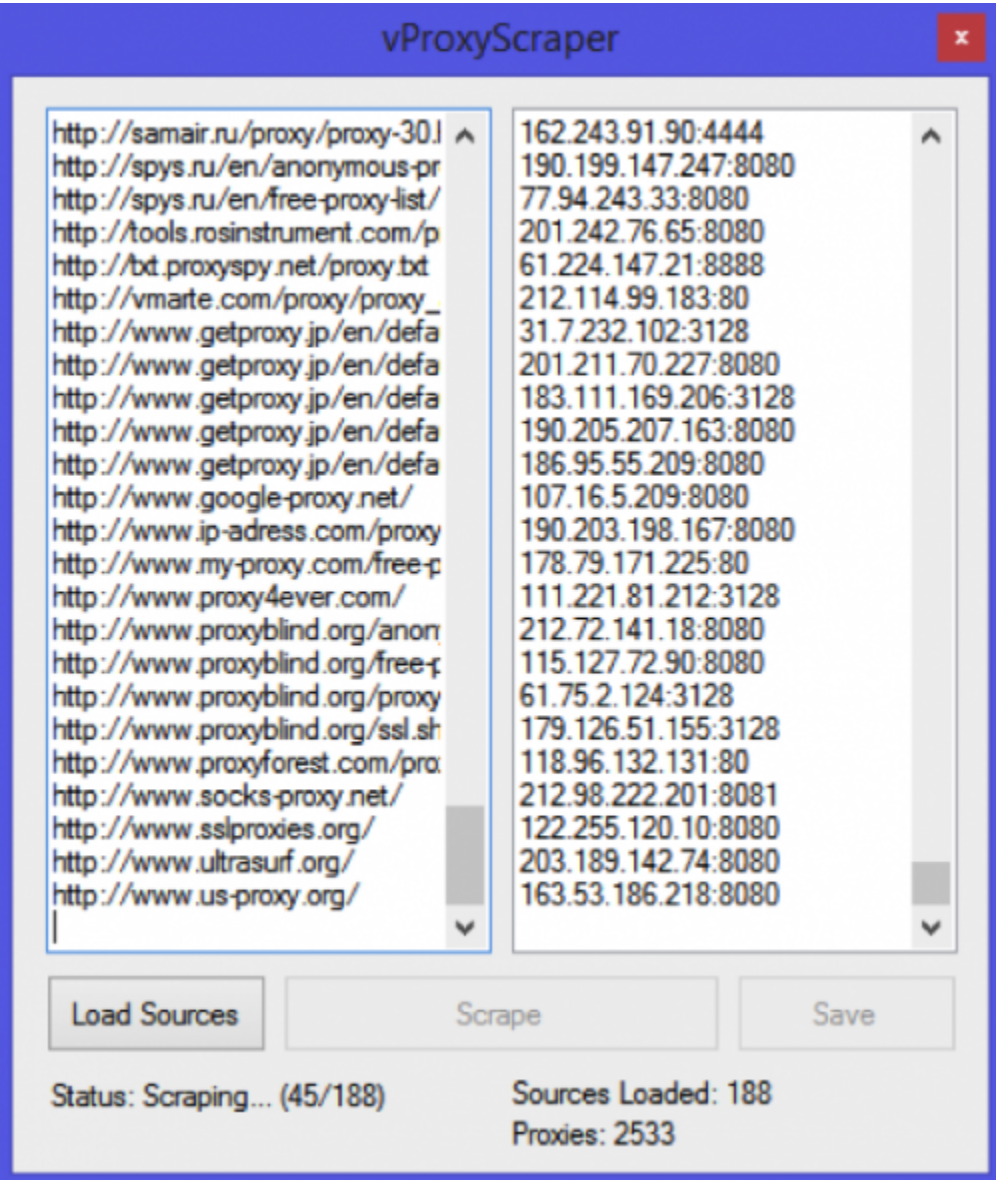 vProxyScraper
x
http://samair.ru/proxy/proxy-30.
http://spys.ru/en/anonymous-pr
http://spys.ru/en/free-proxy-list/
http://tools.rosinstrument.com/p
http://txt.proxyspy.net/proxy.txt
http://vmarte.com/proxy/proxy_
http://www.getproxy.jp/en/defa
http://www.getproxy.jp/en/defa
http://www.getproxy.jp/en/defa
http://www.getproxy.jp/en/defa
http://www.getproxy.jp/en/defa
http://www.google-proxy.net/
http://www.ip-adress.com/proxy
http://www.my-proxy.com/free-p
http://www.proxy4ever.com/
http://www.proxyblind.org/anon
http://www.proxyblind.org/free-p
http://www.proxyblind.org/proxy
http://www.proxyblind.org/ssl.sh
http://www.proxyforest.com/pro
http://www.socks-proxy.net/
http://www.sslproxies.org/
http://www.ultrasurf.org/
http://www.us-proxy.org/
162.243.91.90:4444
190.199.147.247:8080
77.94.243.33:8080
201.242.76.65:8080
61.224.147.21:8888
212.114.99.183:80
31.7.232.102:3128
201.211.70.227:8080
183.111.169.206:3128
190.205.207.163:8080
186.95.55.209:8080
107.16.5.209:8080
190.203.198.167:8080
178.79.171.225:80
111.221.81.212:3128
212.72.141.18:8080
115.127.72.90:8080
61.75.2.124:3128
179.126.51.155:3128
118.96.132.131:80
212.98.222.201:8081
122.255.120.10:8080
203.189.142.74:8080
163.53.186.218:8080
Load Sources
Scrape
Save
Status: Scraping... (45/188)
Sources Loaded: 188
Proxies: 2533